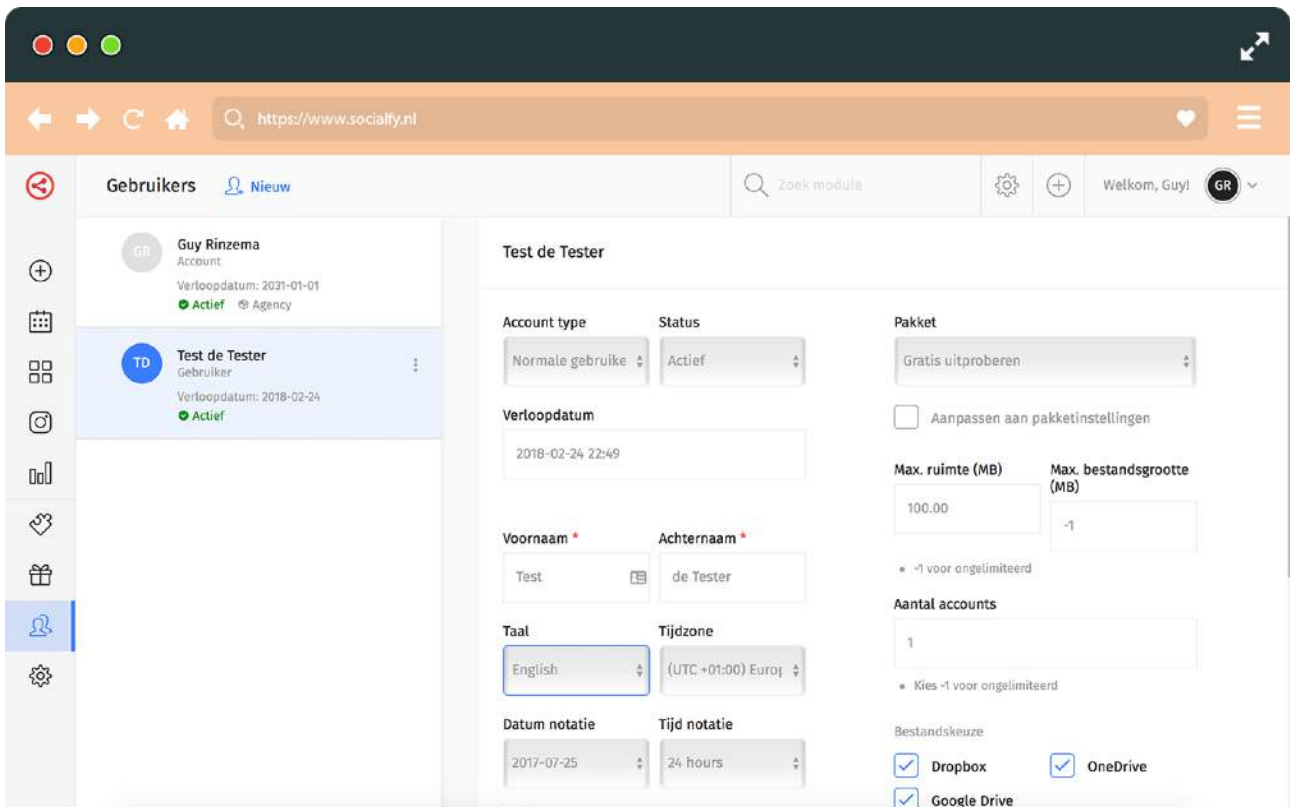 https://www.socialfy.nl
Gebruikers Nieuw
Zoek module
Welkom, Guy! GR
GR
Guy Rinzema
Account
Verloopdatum: 2031-01-01
Actief Agency
TD
Test de Tester
Gebruiker
Verloopdatum: 2018-02-24
Actief
Test de Tester
Account type Status
Normale gebruike Actief
Verloopdatum
2018-02-24 22:49
Voornaam * Achternaam *
Test de Tester
Taal Tijdzone
English (UTC +01:00) Europ
Datum notatie Tijd notatie
2017-07-25 24 hours
Pakket
Gratis uitproberen
Aanpassen aan pakketinstellingen
Max. ruimte (MB) Max. bestandsgrootte
(MB)
100.00
-1
• -1 voor ongelimiteerd
Aantal accounts
1
• Kies -1 voor ongelimiteerd
Bestandskeuze
Dropbox OneDrive
Google Drive